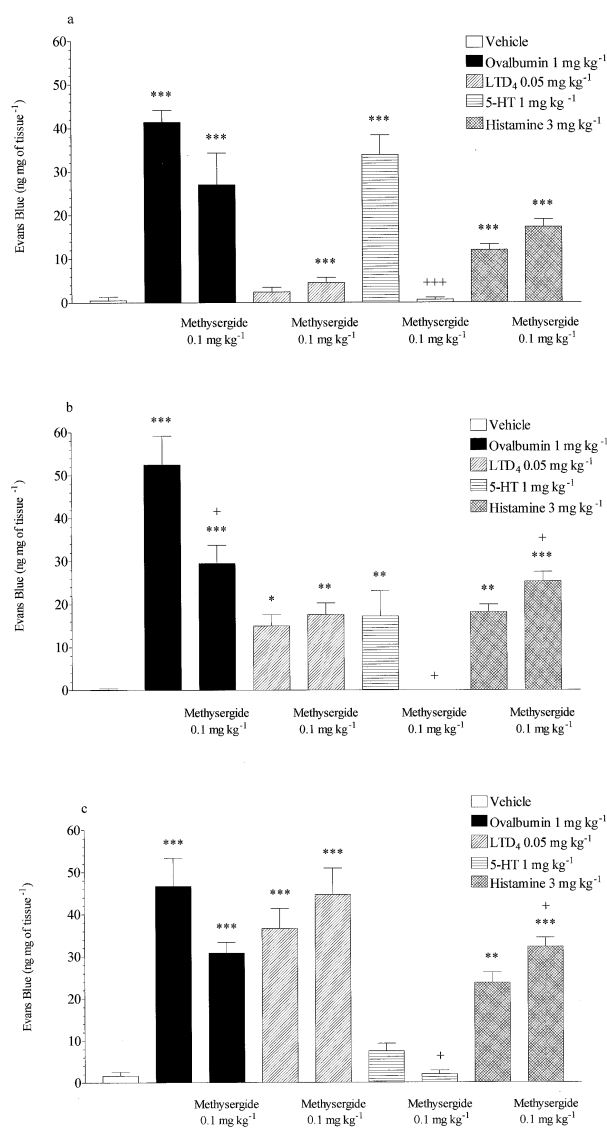 a
Vehicle
Ovalbumin 1 mg kg-1
LTD4 0.05 mg kg-1
5-HT 1 mg kg -1
Histamine 3 mg kg-1
Evans Blue (ng mg of tissue-1)
60
50
40
30
20
10
0
*** *** *** *** +++ *** ***
Methysergide Methysergide Methysergide Methysergide
0.1 mg kg-1 0.1 mg kg-1 0.1 mg kg-1 0.1 mg kg-1
b
Vehicle
Ovalbumin 1 mg kg -1
LTD4 0.05 mg kg -1
5-HT 1 mg kg -1
Histamine 3 mg kg -1
Evans Blue (ng mg of tissue -1)
60
50
40
30
20
10
0
*** + *** * ** ** + ** + ***
Methysergide Methysergide Methysergide Methysergide
0.1 mg kg-1 0.1 mg kg-1 0.1 mg kg-1 0.1 mg kg-1
c
Vehicle
Ovalbumin 1 mg kg-1
LTD4 0.05 mg kg-1
5-HT 1 mg kg-1
Histamine 3 mg kg-1
Evans Blue (ng mg of tissue -1)
60
50
40
30
20
10
0
*** *** *** *** + ** + ***
Methysergide Methysergide Methysergide Methysergide
0.1 mg kg-1 0.1 mg kg-1 0.1 mg kg-1 0.1 mg kg-1